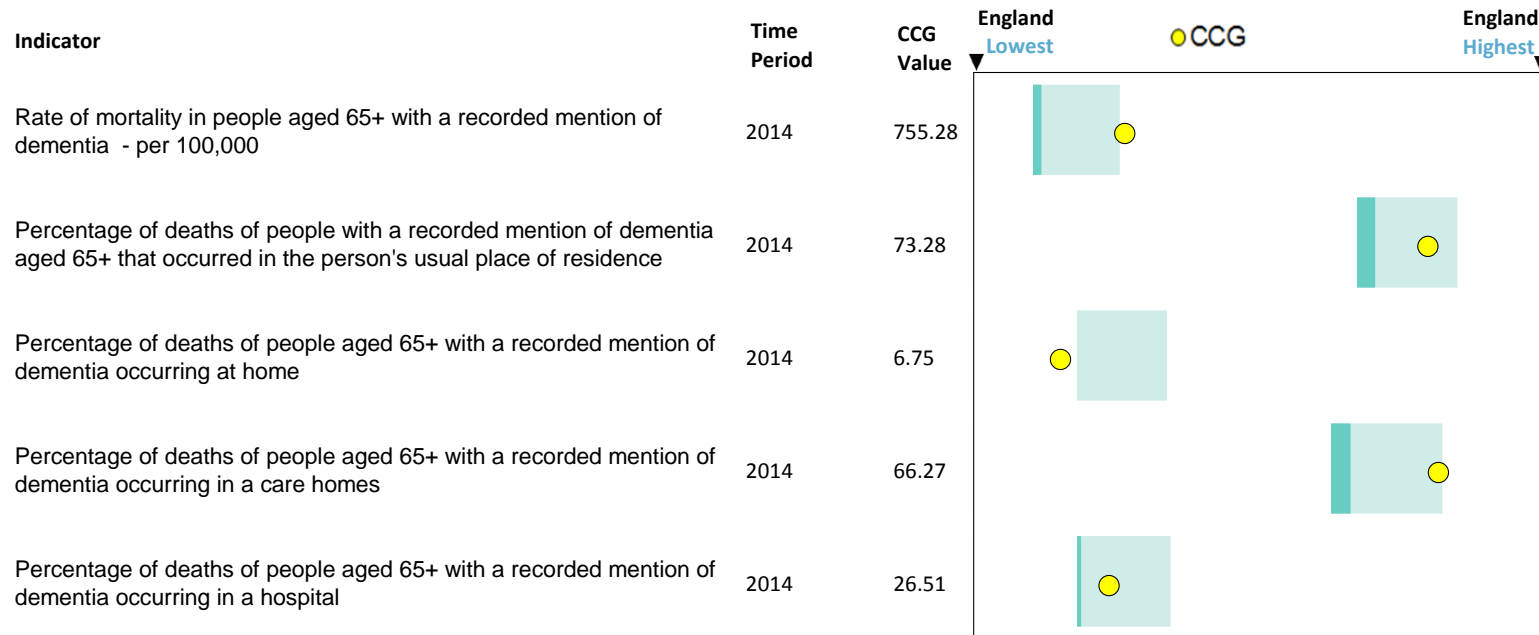 Indicator
Time Period
CCG Value
England Lowest
CCG
England Highest
Rate of mortality in people aged 65+ with a recorded mention of
dementia - per 100,000
2014
755.28
Percentage of deaths of people with a recorded mention of dementia
aged 65+ that occurred in the person's usual place of residence
2014
73.28
Percentage of deaths of people aged 65+ with a recorded mention of
dementia occurring at home
2014
6.75
Percentage of deaths of people aged 65+ with a recorded mention of
dementia occurring in a care homes
2014
66.27
Percentage of deaths of people aged 65+ with a recorded mention of
dementia occurring in a hospital
2014
26.51